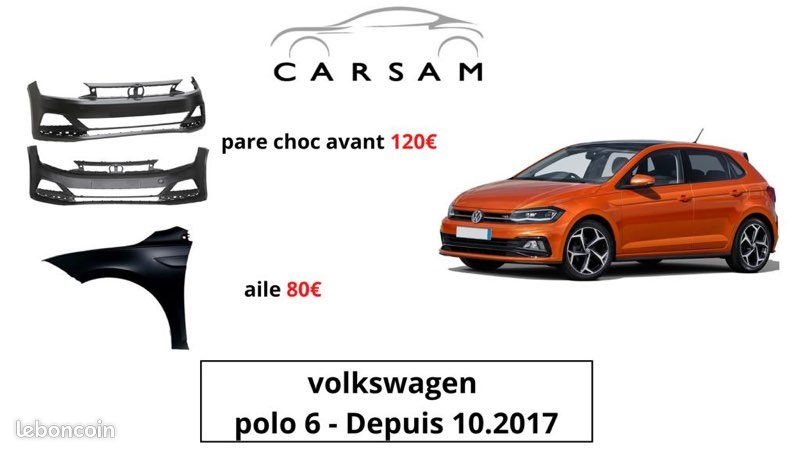 CARSAM
pare choc avant 120€
aile 80€
volkswagen
polo 6 - Depuis 10.2017
leboncoin